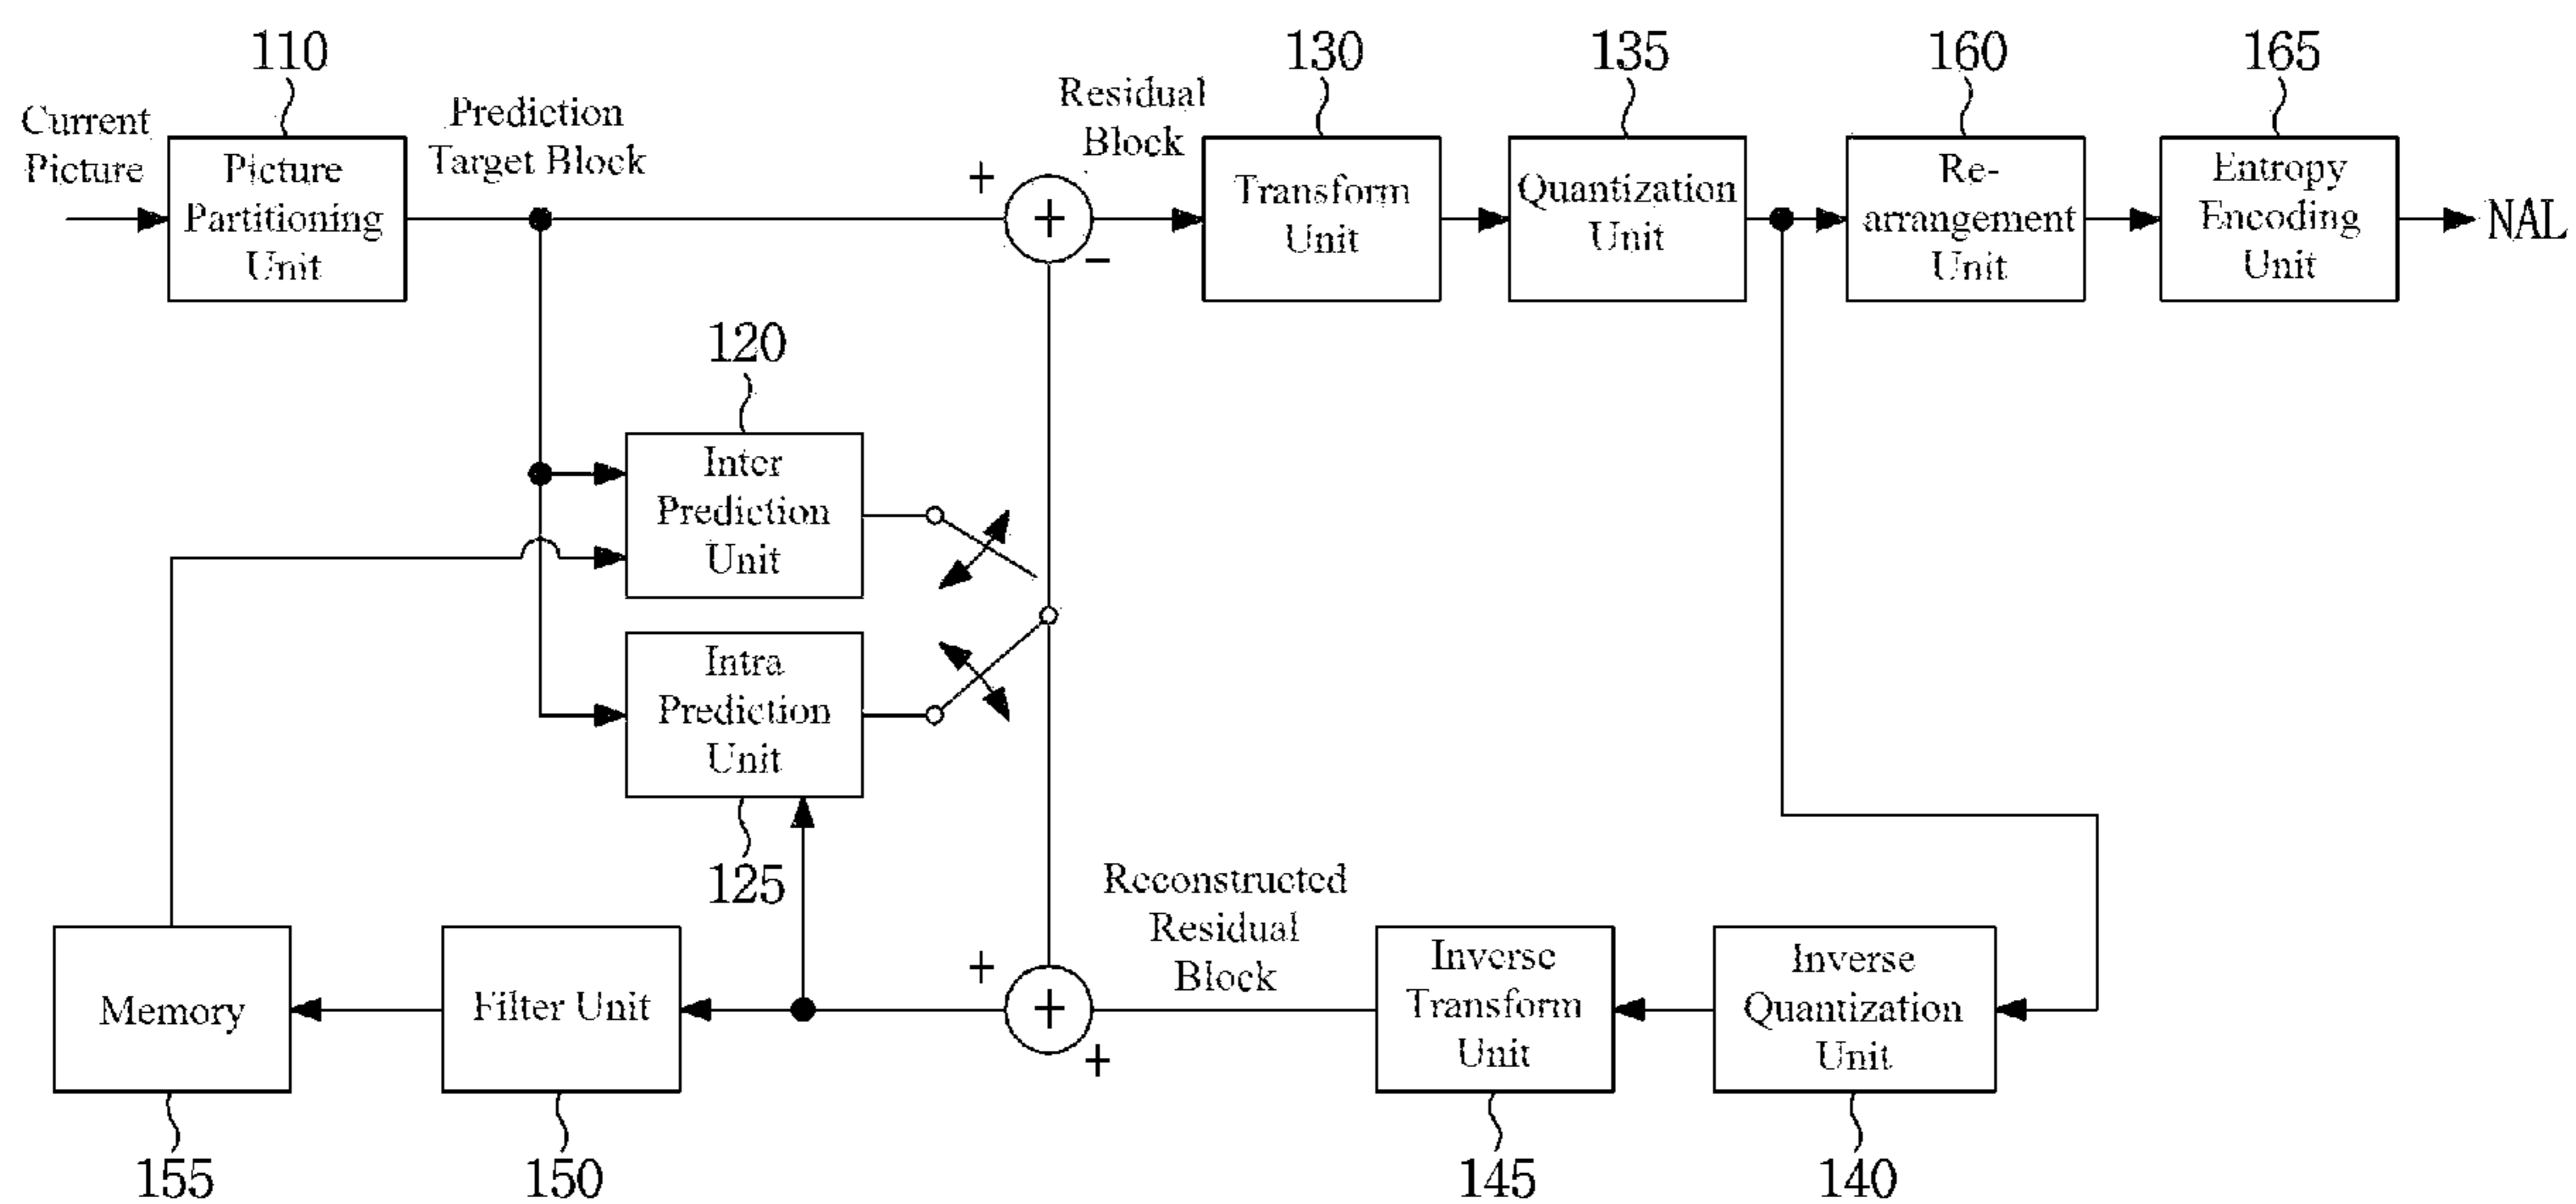 110
130
135
160
165
Current
Picture
Prediction
Target Block
Residual
Block
Picture
Partitioning
Unit
Transform
Unit
Quantization
Unit
Re-
arrangement
Unit
Entropy
Encoding
Unit
NAL
+
+
−
120
Inter
Prediction
Unit
Intra
Prediction
Unit
125
Reconstructed
Residual
Block
+
+
+
Memory
Filter Unit
Inverse
Transform
Unit
Inverse
Quantization
Unit
155
150
145
140